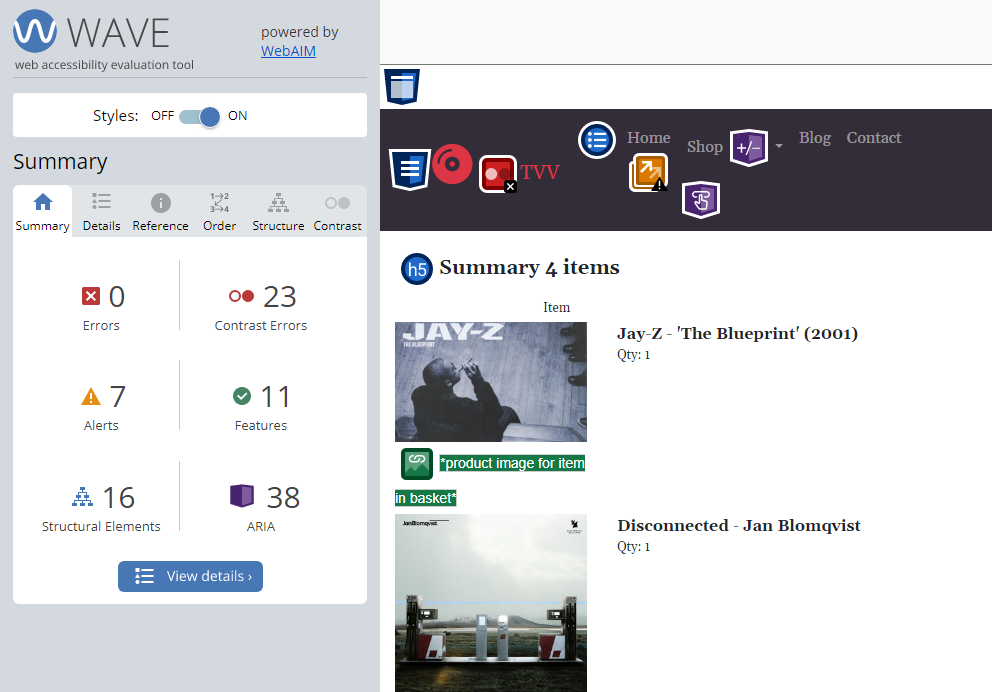 WAVE
web accessibility evaluation tool
powered by
WebAIM
Styles: OFF ON
Summary
Summary Details Reference Order Structure Contrast
0
Errors
23
Contrast Errors
7
Alerts
11
Features
16
Structural Elements
38
ARIA
View details ›
TVV
Home
Shop
+/-
Blog
Contact
h5 Summary 4 items
Item
JAY-Z
THE BLUEPRINT
Jay-Z - 'The Blueprint' (2001)
Qty: 1
*product image for item
in basket*
JanBlomqvist
Disconnected - Jan Blomqvist
Qty: 1